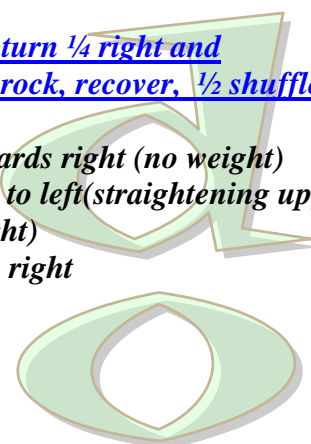 turn ¼ right and
rock, recover, ½ shuffle
ards right (no weight)
to left(straightening up,
ht)
right